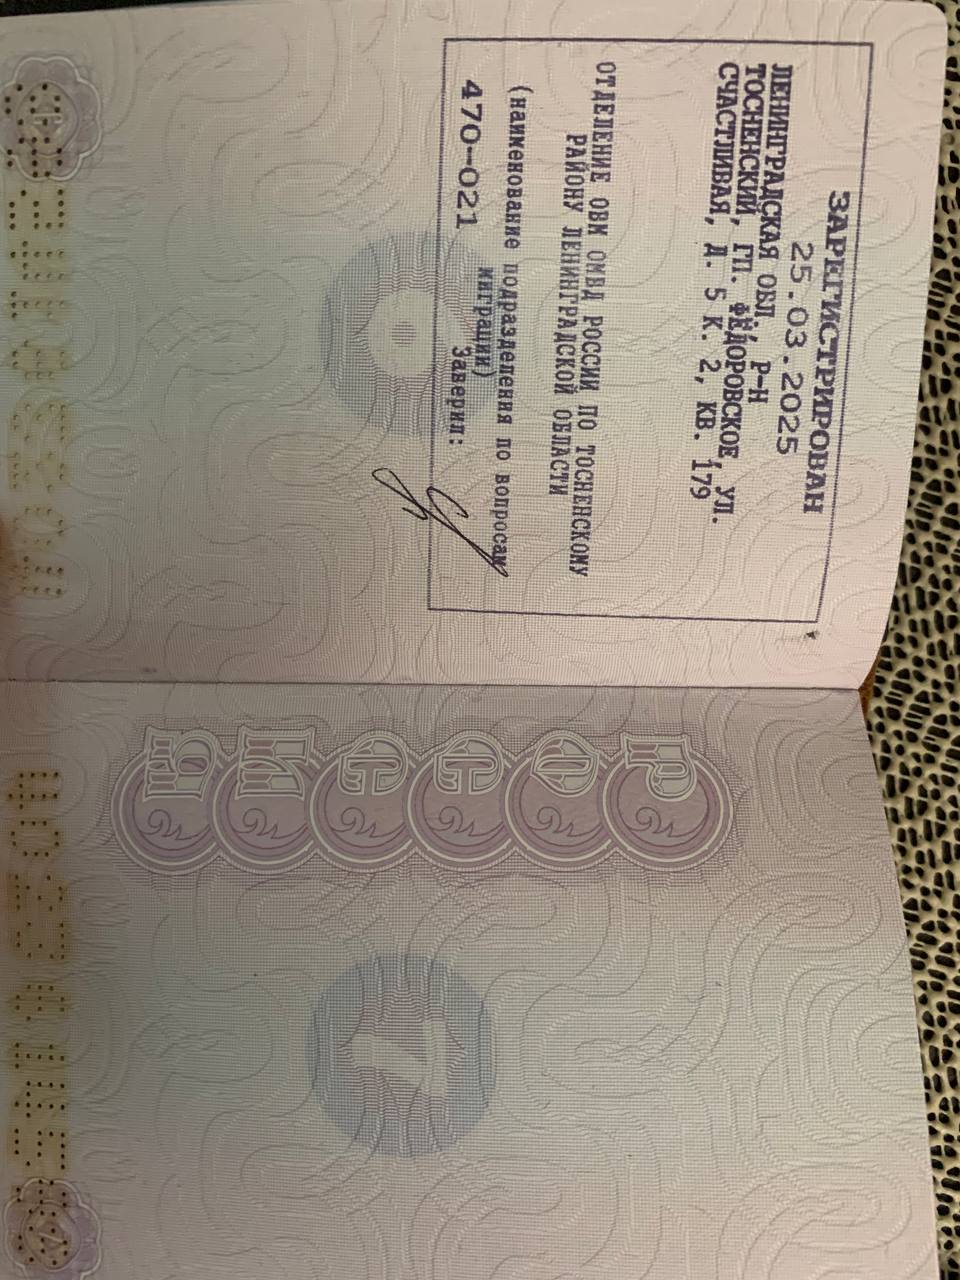 ЗАРЕГИСТРИРОВАН
25.03.2025
ЛЕНИНГРАДСКАЯ ОБЛ., Р-Н
ТОСНЕНСКИЙ, ГП. ФЁДОРОВСКОЕ, УЛ.
СЧАСТЛИВАЯ, Д. 5 К. 2, КВ. 179
ОТДЕЛЕНИЕ ОВМ ОМВД РОССИИ ПО ТОСНЕНСКОМУ
РАЙОНУ ЛЕНИНГРАДСКОЙ ОБЛАСТИ
(наименование подразделения по вопросам
миграции)
470-021
Заверил:
РОССИЯ